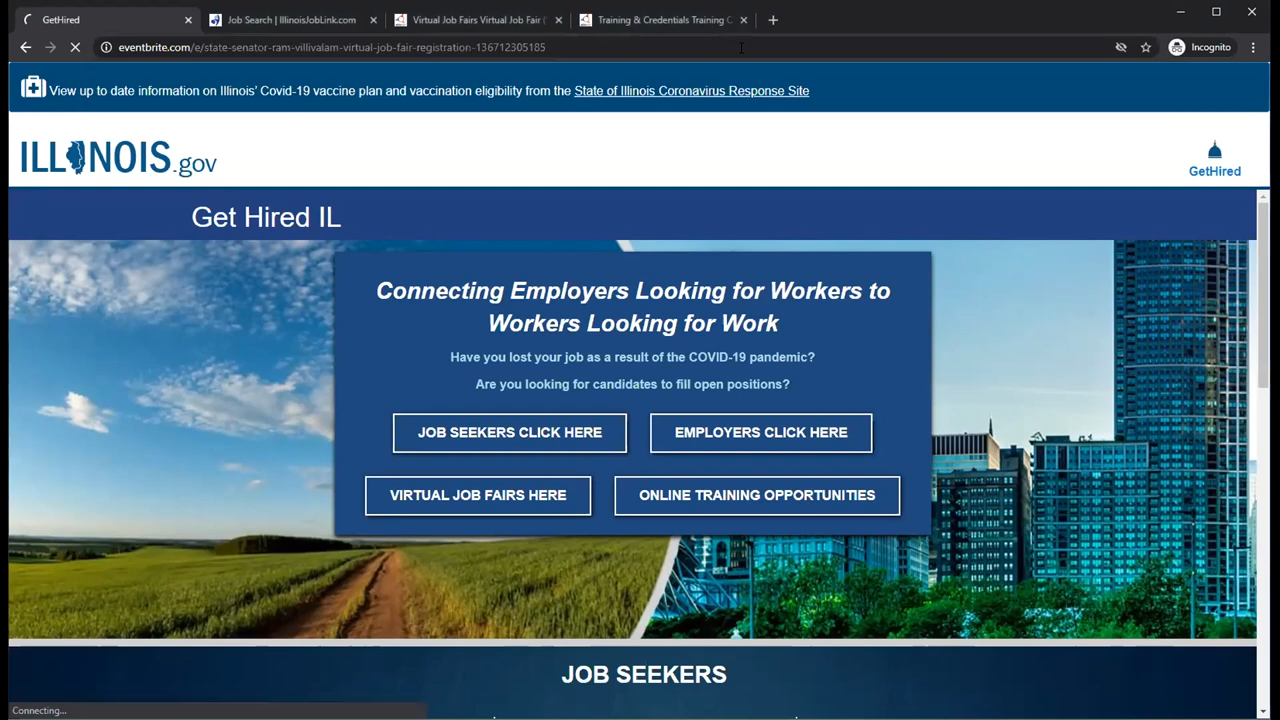 GetHired
Job Search | IllinoisJobLink.com
Virtual Job Fairs Virtual Job Fair (
Training & Credentials Training C
eventbrite.com/e/state-senator-ram-villivalam-virtual-job-fair-registration-136712305185
Incognito
View up to date information on Illinois' Covid-19 vaccine plan and vaccination eligibility from the State of Illinois Coronavirus Response Site
ILLINOIS.gov
GetHired
Get Hired IL
Connecting Employers Looking for Workers to
Workers Looking for Work
Have you lost your job as a result of the COVID-19 pandemic?
Are you looking for candidates to fill open positions?
JOB SEEKERS CLICK HERE
EMPLOYERS CLICK HERE
VIRTUAL JOB FAIRS HERE
ONLINE TRAINING OPPORTUNITIES
JOB SEEKERS
Connecting...